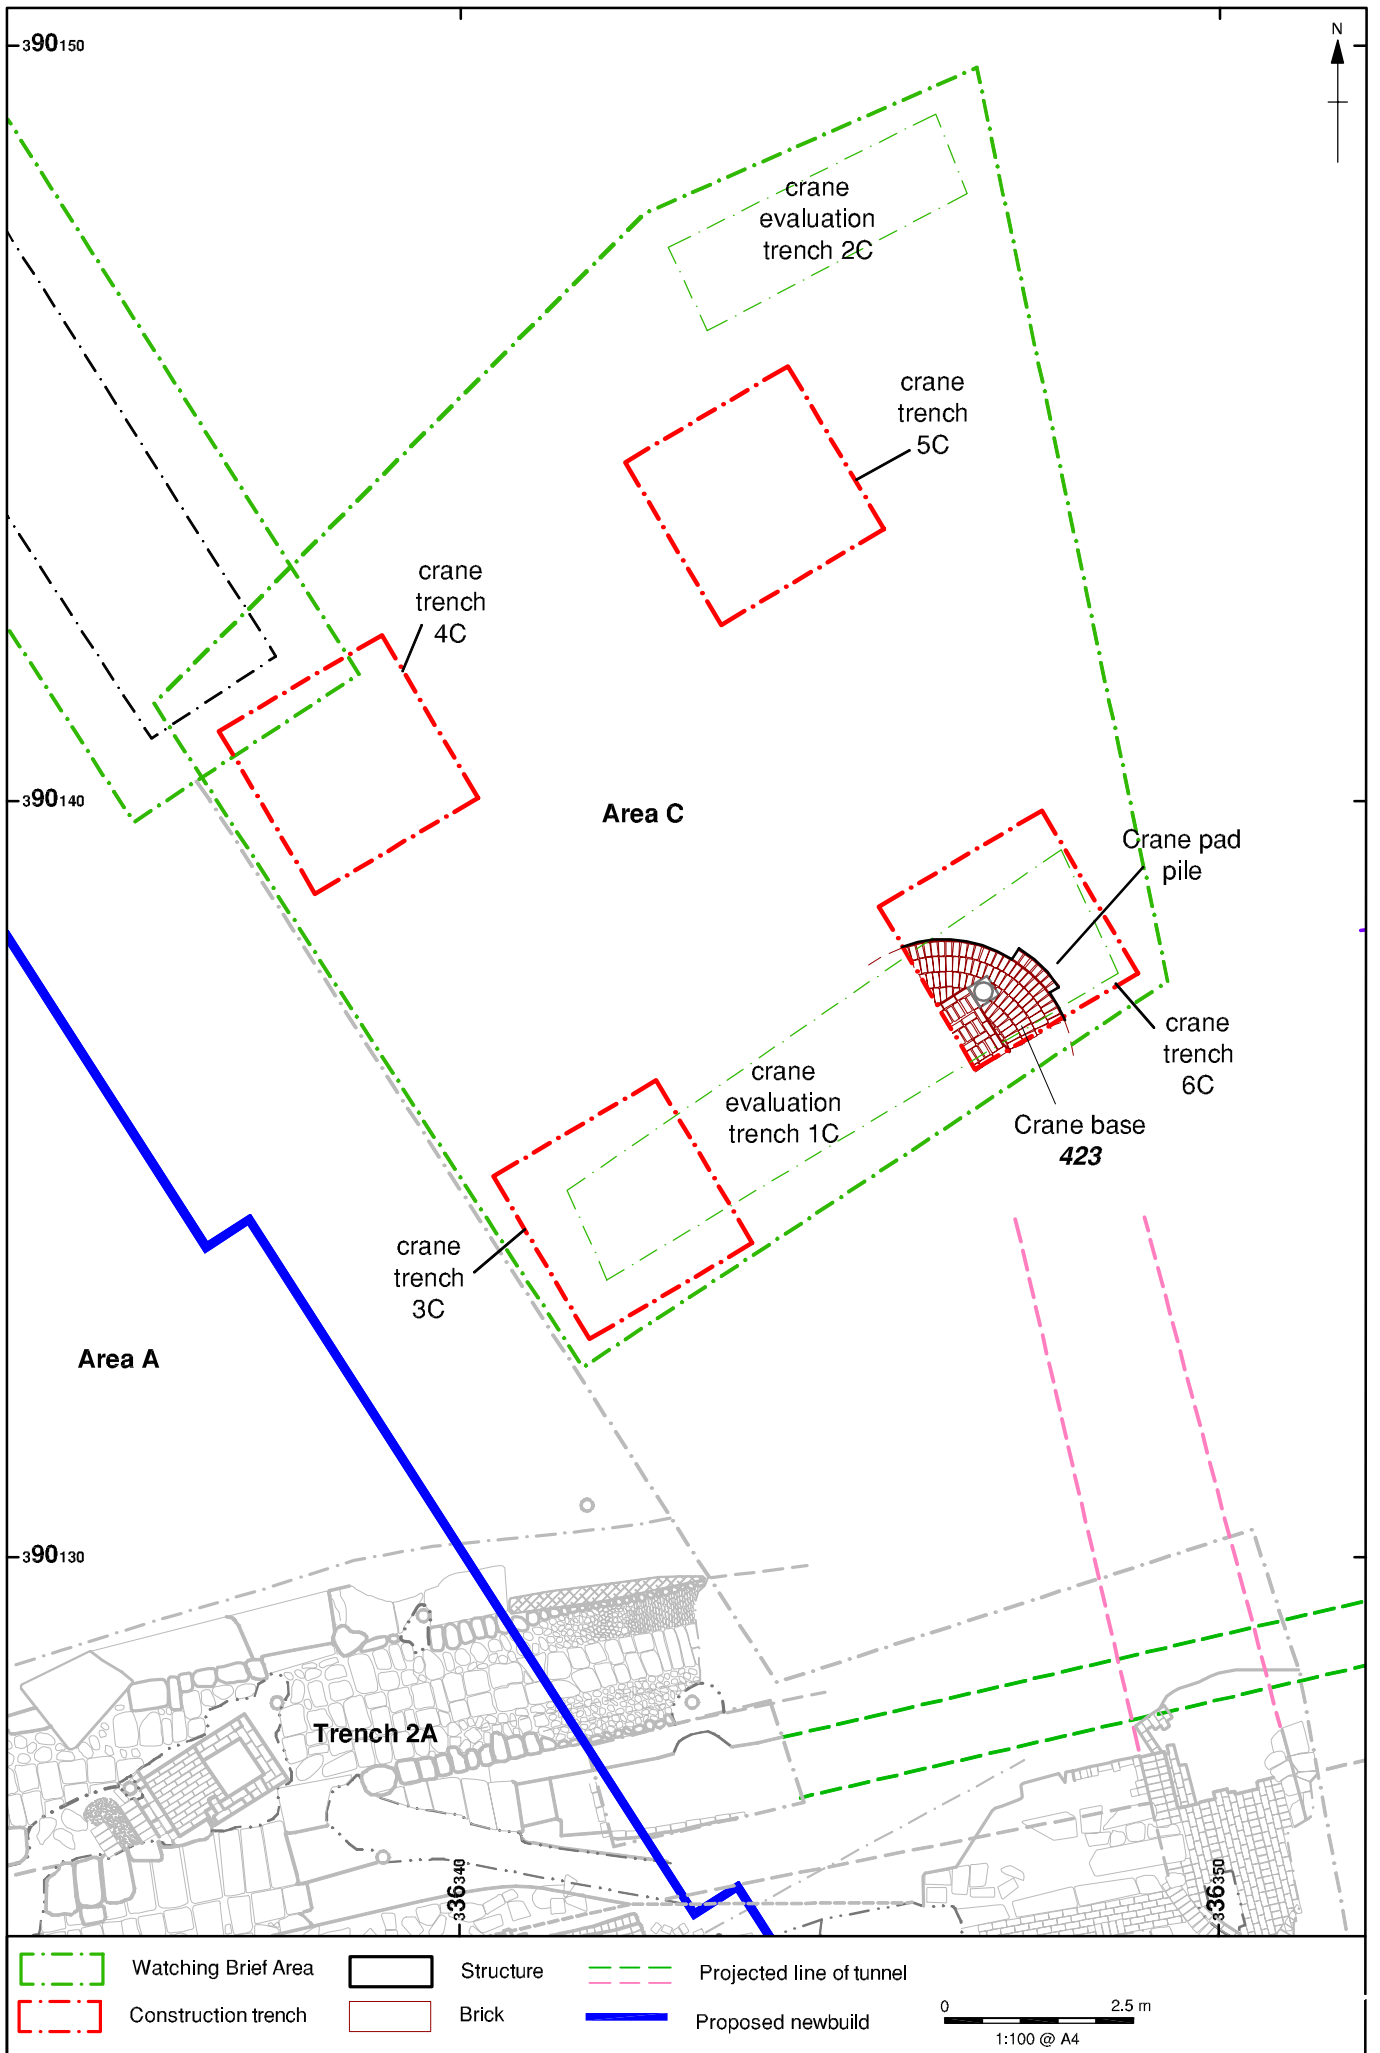 390150
N
crane
evaluation
trench 2C
crane
trench
5C
crane
trench
4C
390140
Area C
Crane pad
pile
crane
trench
6C
crane
evaluation
trench 1C
Crane base
423
crane
trench
3C
Area A
390130
Trench 2A
336340
336350
Watching Brief Area
Structure
Projected line of tunnel
Construction trench
Brick
Proposed newbuild
0 2.5 m
1:100 @ A4